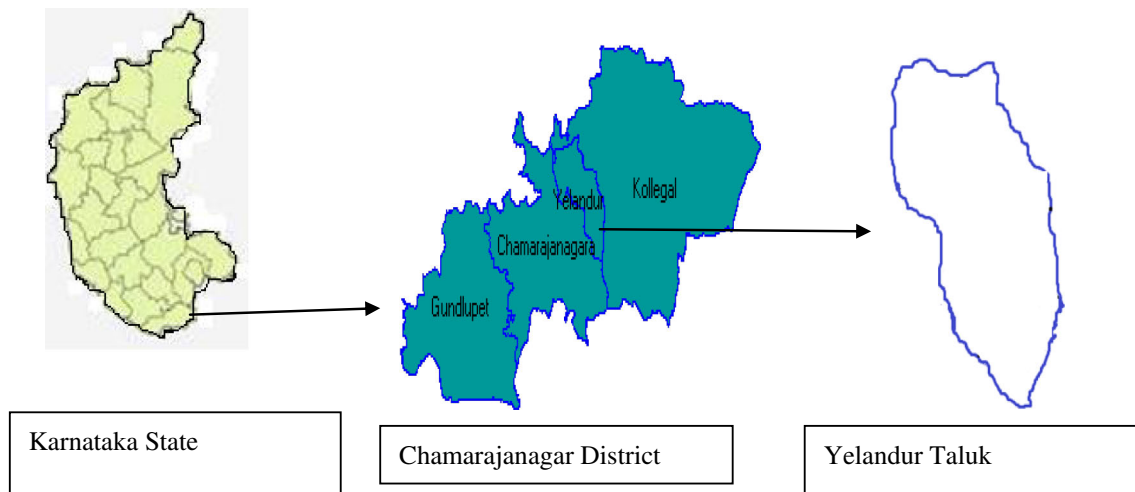 Yelandur
Kollegal
Chamarajanagara
Gundlupet
Karnataka State
Chamarajanagar District
Yelandur Taluk